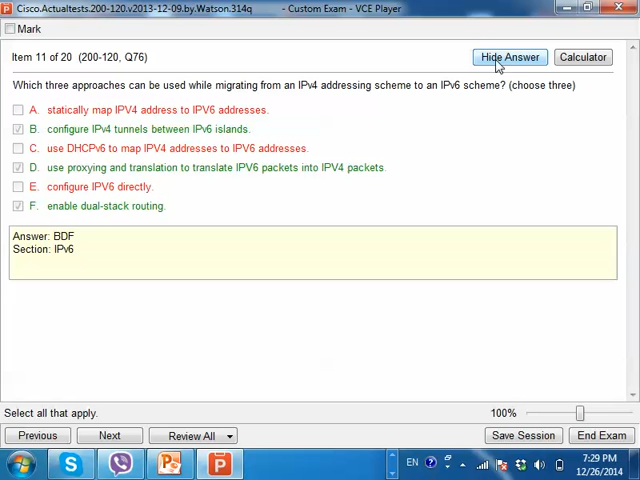 Cisco.Actualtests.200-120.v2013-12-09.by.Watson.314q - Custom Exam - VCE Player
Mark
Item 11 of 20 (200-120, Q76)
Hide Answer
Calculator
Which three approaches can be used while migrating from an IPv4 addressing scheme to an IPv6 scheme? (choose three)
A. statically map IPV4 address to IPV6 addresses.
B. configure IPv4 tunnels between IPv6 islands.
C. use DHCPv6 to map IPV4 addresses to IPV6 addresses.
D. use proxying and translation to translate IPV6 packets into IPV4 packets.
E. configure IPV6 directly.
F. enable dual-stack routing.
Answer: BDF
Section: IPv6
Select all that apply.
100%
Previous
Next
Review All
Save Session
End Exam
EN
7:29 PM
12/26/2014